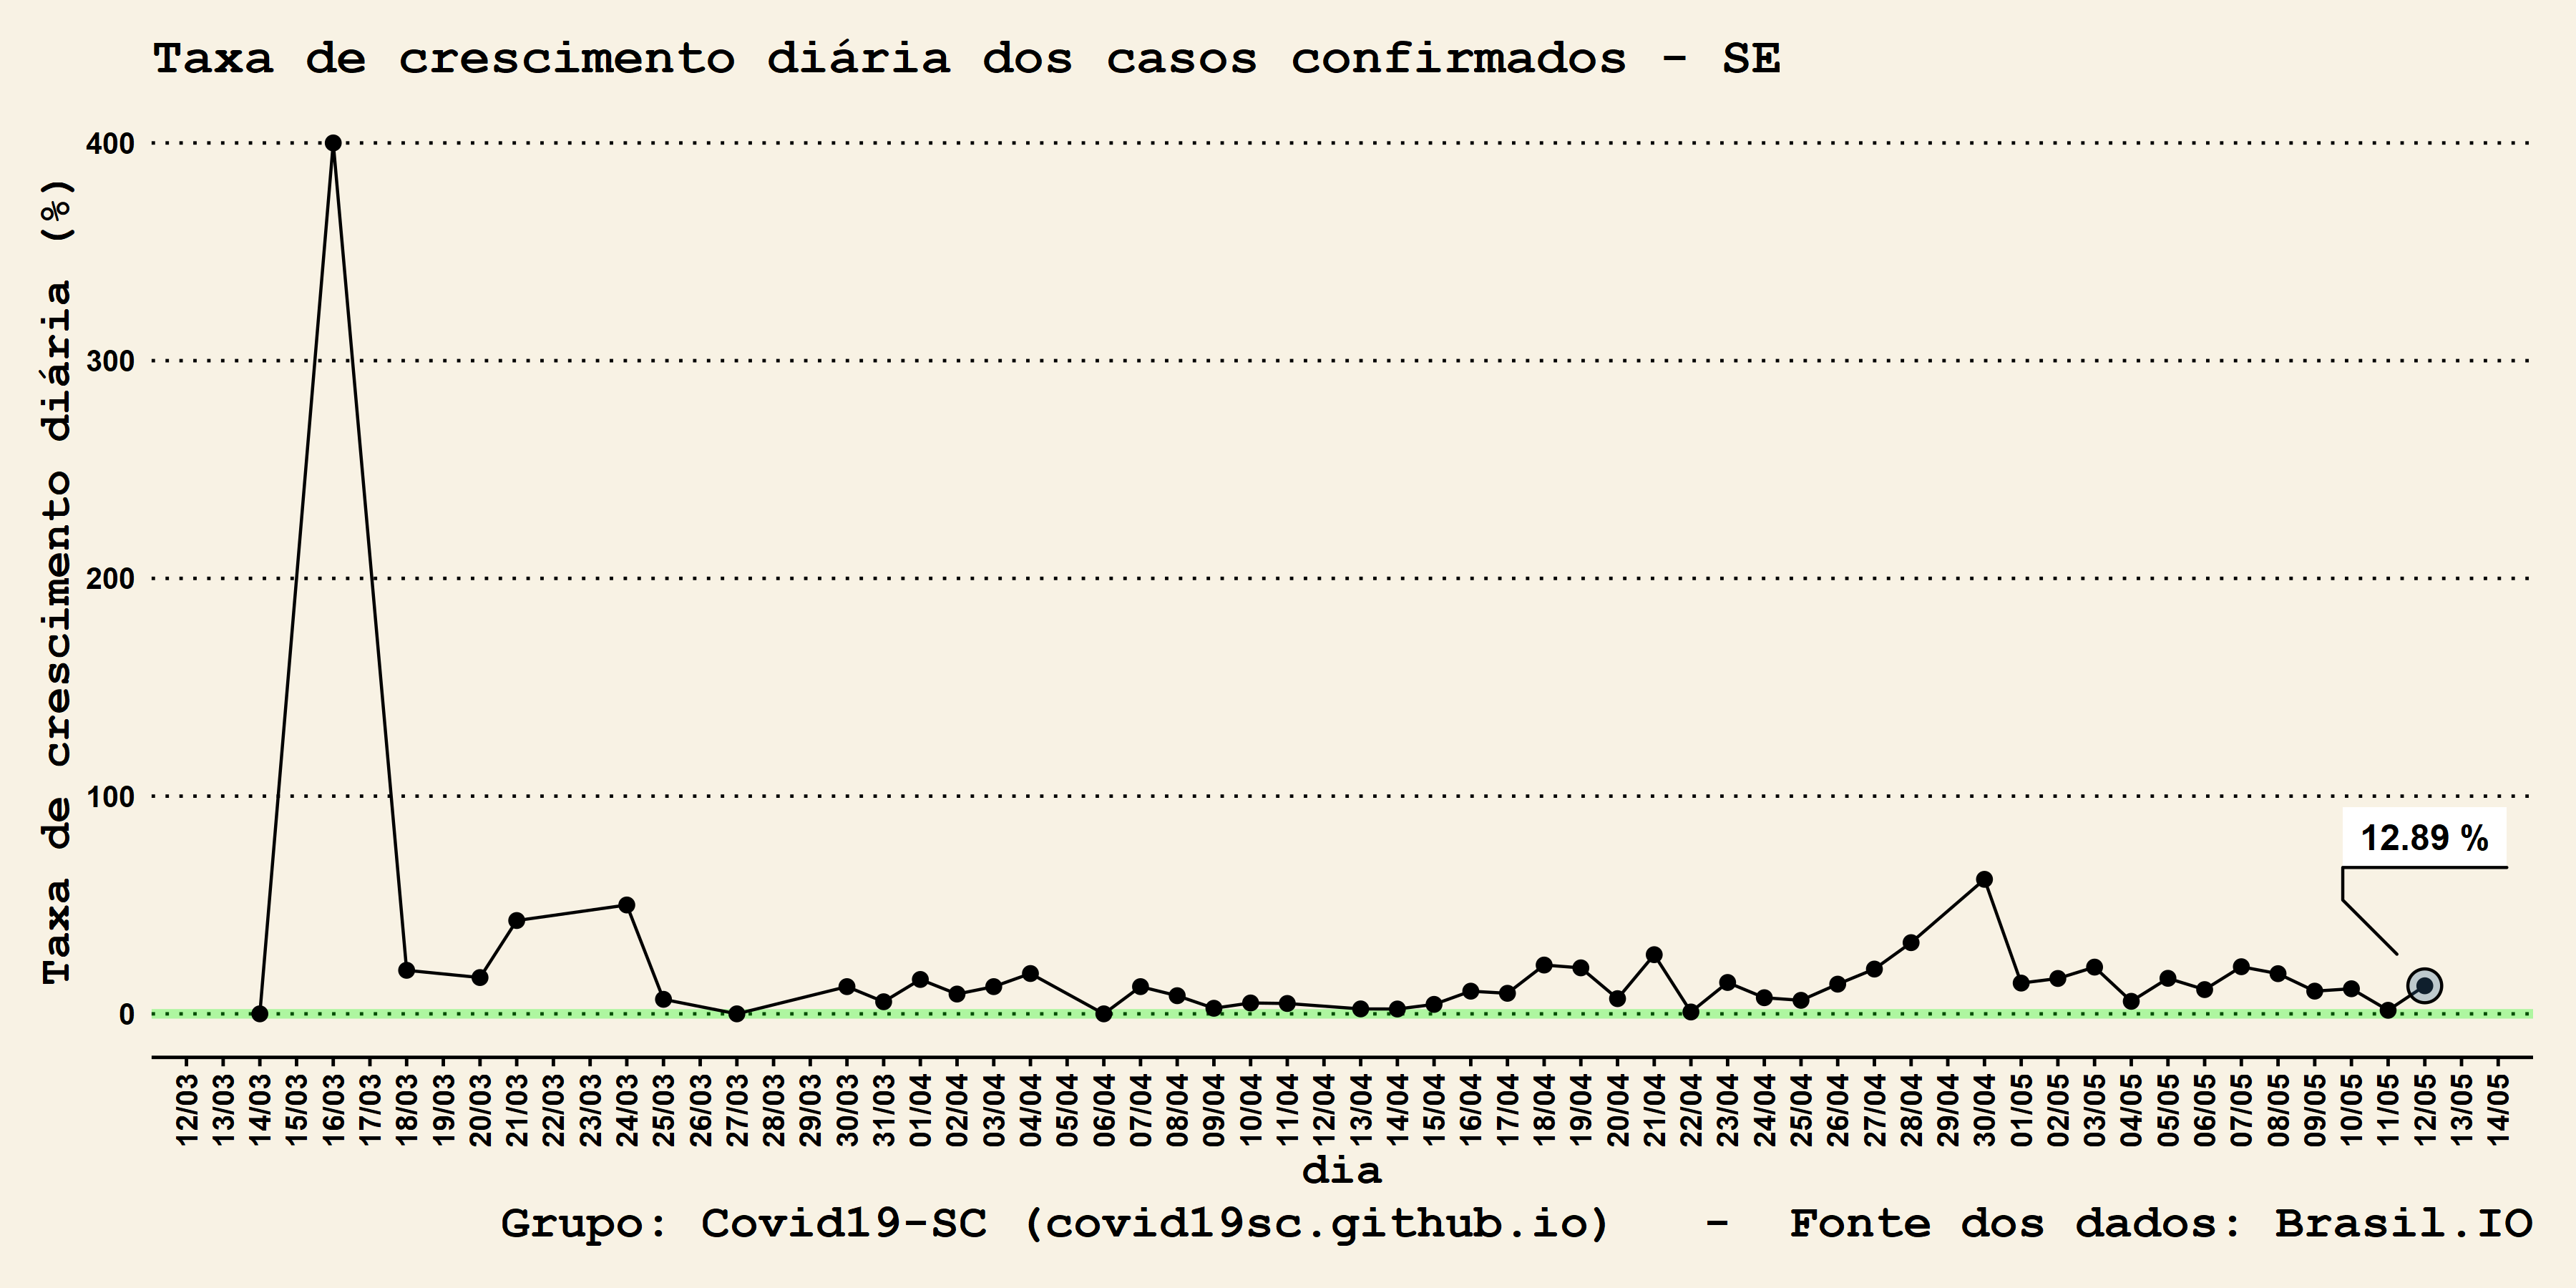 Taxa de crescimento diária dos casos confirmados - SE
Taxa de crescimento diária (%)
400
300
200
100
0
12.89 %
12/03 13/03 14/03 15/03 16/03 17/03 18/03 19/03 20/03 21/03 22/03 23/03 24/03 25/03 26/03 27/03 28/03 29/03 30/03 31/03 01/04 02/04 03/04 04/04 05/04 06/04 07/04 08/04 09/04 10/04 11/04 12/04 13/04 14/04 15/04 16/04 17/04 18/04 19/04 20/04 21/04 22/04 23/04 24/04 25/04 26/04 27/04 28/04 29/04 30/04 01/05 02/05 03/05 04/05 05/05 06/05 07/05 08/05 09/05 10/05 11/05 12/05 13/05 14/05
dia
Grupo: Covid19-SC (covid19sc.github.io) - Fonte dos dados: Brasil.IO